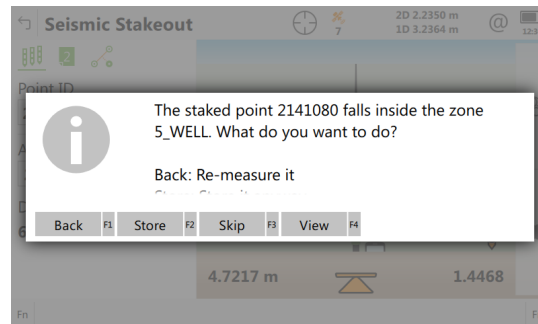 Seismic Stakeout
7
2D 2.2350 m
1D 3.2364 m
@
2
Point ID
The staked point 2141080 falls inside the zone
5_WELL. What do you want to do?
Back: Re-measure it
Back F1 Store F2 Skip F3 View F4
4.7217 m
1.4468
Fn